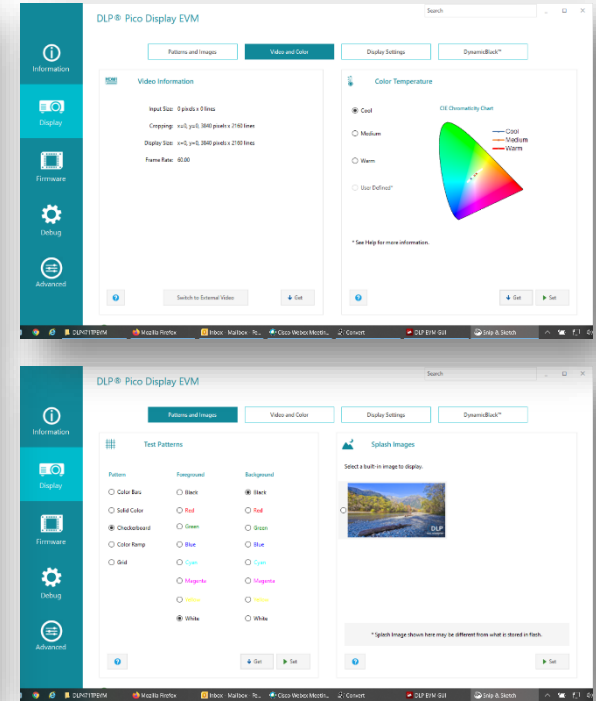 Search
DLP® Pico Display EVM
Information
Display
Firmware
Debug
Advanced
Patterns and Images
Video and Color
Display Settings
DynamicBlack™
Video Information
Input Size: 0 pixels x 0 lines
Cropping: x=0, y=0, 3840 pixels x 2160 lines
Display Size: x=0, y=0, 3840 pixels x 2160 lines
Frame Rate: 60.00
Switch to External Video
Get
Color Temperature
Cool
Medium
Warm
User Defined*
CIE Chromaticity Chart
Cool
Medium
Warm
* See Help for more information.
Get
Set
DLP EVM GUI
Mozilla Firefox
Inbox - Mailbox - Pe...
Cisco Webex Meetin...
Convert
DLP EVM GUI
Snip & Sketch
Search
DLP® Pico Display EVM
Information
Display
Firmware
Debug
Advanced
Patterns and Images
Video and Color
Display Settings
DynamicBlack™
Test Patterns
Pattern
Foreground
Background
Color Bars
Black
Black
Solid Color
Red
Red
Checkerboard
Green
Green
Color Ramp
Blue
Blue
Grid
Cyan
Cyan
Magenta
Magenta
White
White
Get
Set
Splash Images
Select a built-in image to display.
DLP
* Splash Image shown here may be different from what is stored in flash.
Set
Mozilla Firefox
Inbox - Mailbox - Pe...
Cisco Webex Meetin...
Convert
DLP EVM GUI
Snip & Sketch